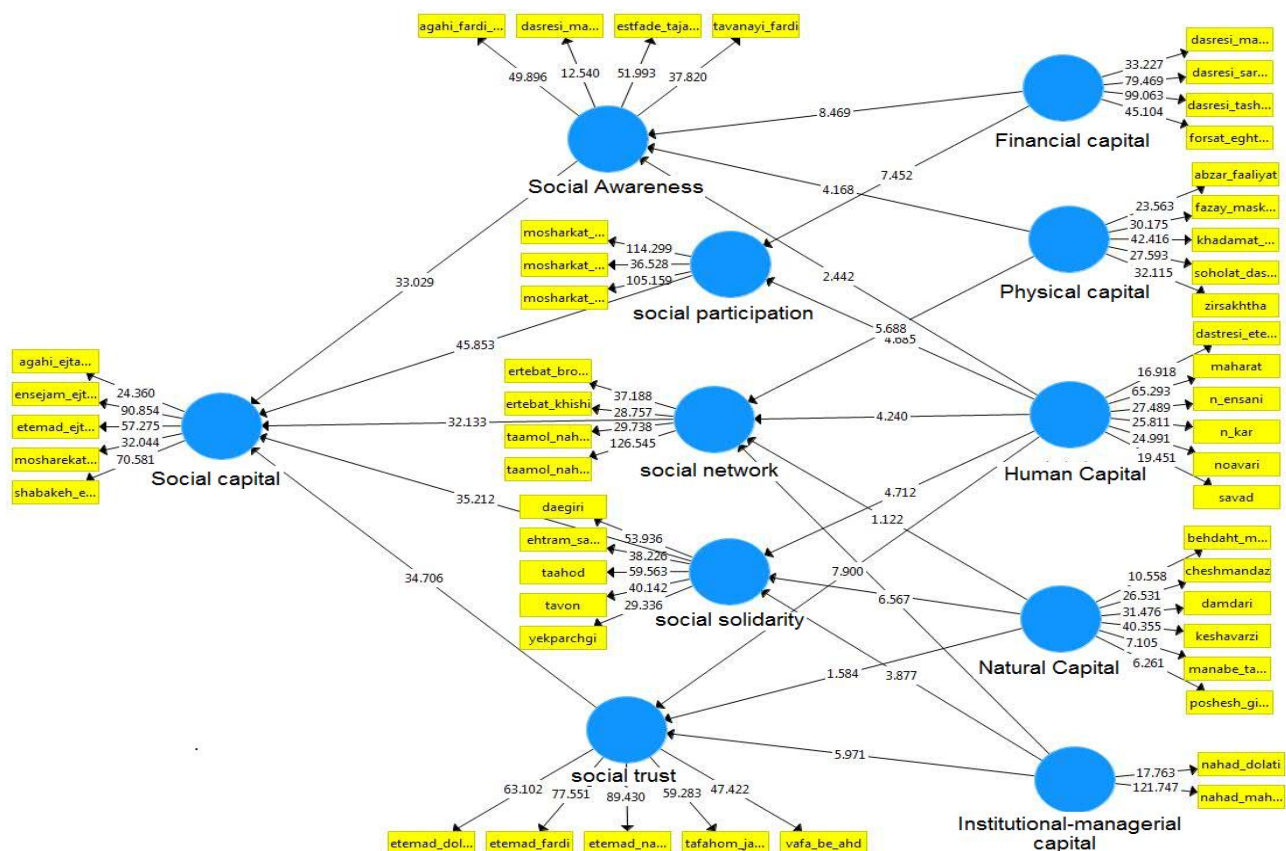 agahi_fardi_...
dasresi_ma...
estfade_taja...
tavanayi_fardi
49.896
12.540
51.993
37.820
Social Awareness
dasresi_ma...
dasresi_sar...
dasresi_tash...
forsat_eght...
33.227
79.469
99.063
45.104
Financial capital
8.469
7.452
abzar_faaliyat
fazay_mask...
khadamat_...
soholat_das...
zirsakhtha
23.563
30.175
42.416
27.593
32.115
Physical capital
4.168
5.688
mosharkat_...
mosharkat_...
mosharkat_...
114.299
36.528
105.159
social participation
2.442
4.685
33.029
45.853
agahi_ejta...
ensejam_ejt...
etemad_ejt...
mosharekat...
shabakeh_e...
24.360
90.854
57.275
32.044
70.581
Social capital
dastresi_ete...
maharat
n_ensani
n_kar
noavari
savad
16.918
65.293
27.489
25.811
24.991
19.451
Human Capital
ertebat_bro...
ertebat_khishi
taamol_nah...
taamol_nah...
37.188
28.757
29.738
126.545
social network
32.133
4.240
4.712
7.900
daegiri
ehtram_sa...
taahod
tavon
yekparchgi
53.936
38.226
59.563
40.142
29.336
social solidarity
35.212
34.706
1.122
6.567
behdaht_m...
cheshmandaz
damdari
keshavarzi
manabe_ta...
poshesh_gi...
10.558
26.531
31.476
40.355
7.105
6.261
Natural Capital
1.584
3.877
5.971
social trust
63.102
77.551
89.430
59.283
47.422
etemad_dol...
etemad_fardi
etemad_na...
tafahom_ja...
vafa_be_ahd
nahad_dolati
nahad_mah...
17.763
121.747
Institutional-managerial
capital